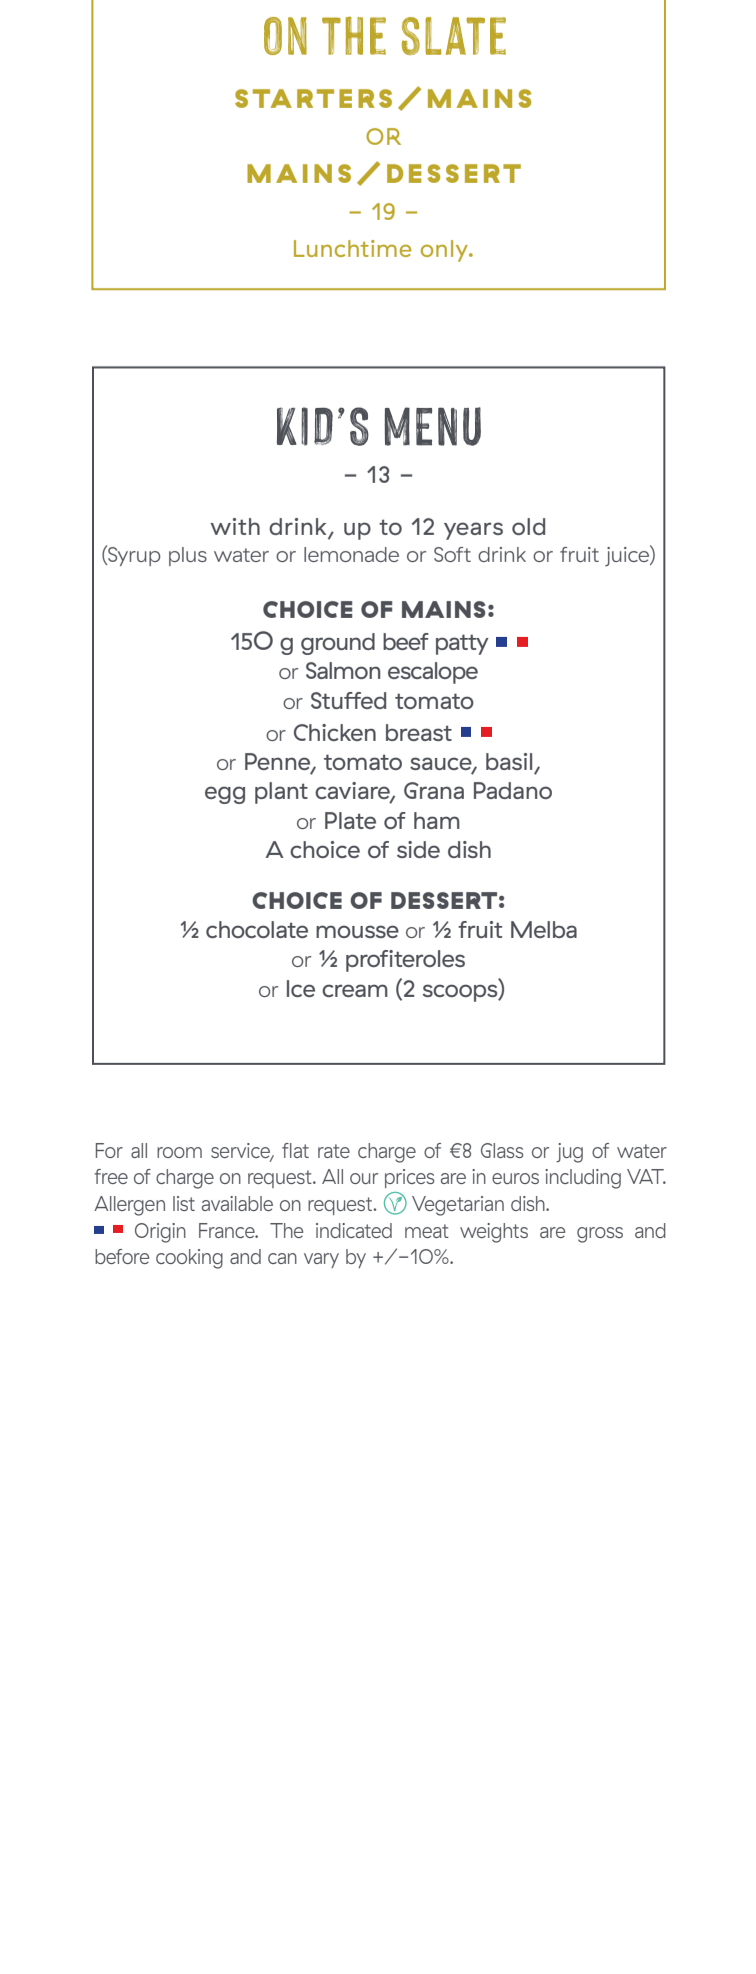 ON THE SLATE
STARTERS/MAINS
OR
MAINS/DESSERT
– 19 –
Lunchtime only.
KID'S MENU
– 13 –
with drink, up to 12 years old
(Syrup plus water or lemonade or Soft drink or fruit juice)
CHOICE OF MAINS:
150 g ground beef patty
or Salmon escalope
or Stuffed tomato
or Chicken breast
or Penne, tomato sauce, basil,
egg plant caviare, Grana Padano
or Plate of ham
A choice of side dish
CHOICE OF DESSERT:
½ chocolate mousse or ½ fruit Melba
or ½ profiteroles
or Ice cream (2 scoops)
For all room service, flat rate charge of €8 Glass or jug of water
free of charge on request. All our prices are in euros including VAT.
Allergen list available on request. V Vegetarian dish.
Origin France. The indicated meat weights are gross and
before cooking and can vary by +/-10%.